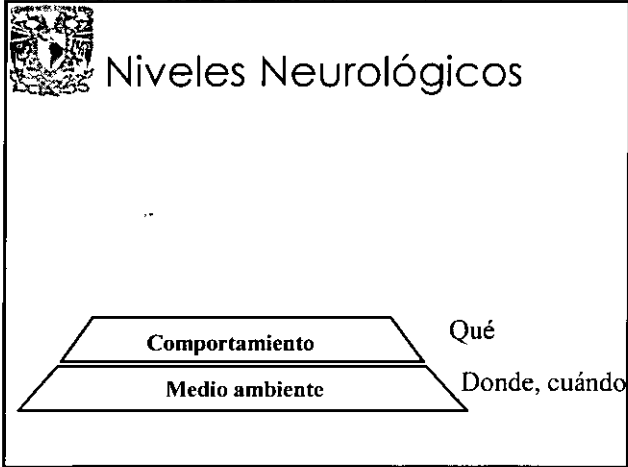 Niveles Neurológicos
Comportamiento
Qué
Medio ambiente
Donde, cuándo